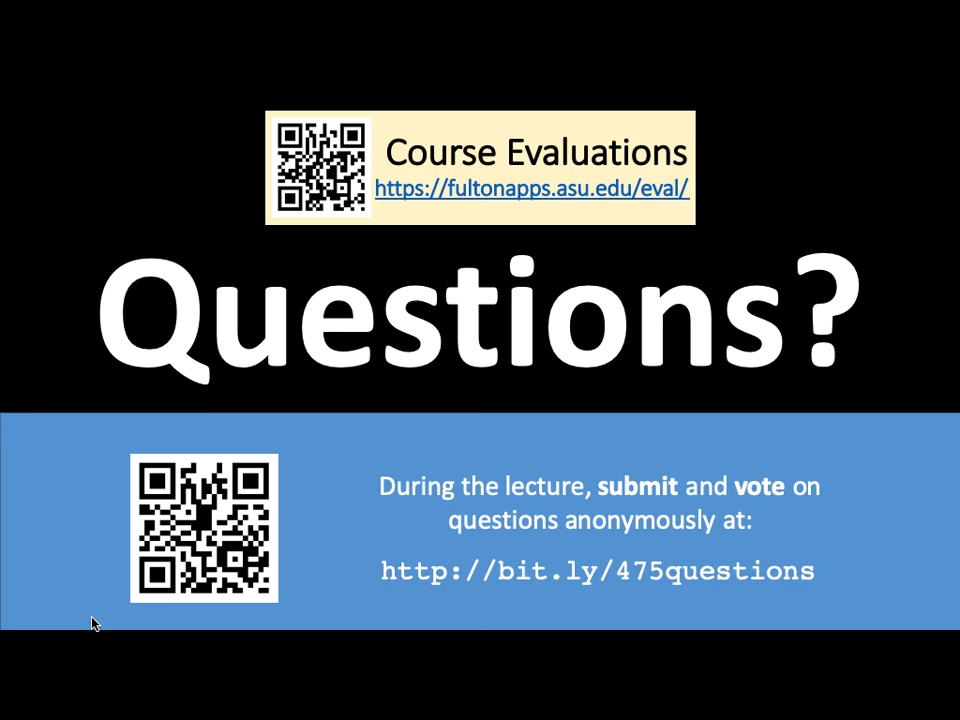 Course Evaluations
https://fultonapps.asu.edu/eval/
Questions?
During the lecture, submit and vote on
questions anonymously at:
http://bit.ly/475questions